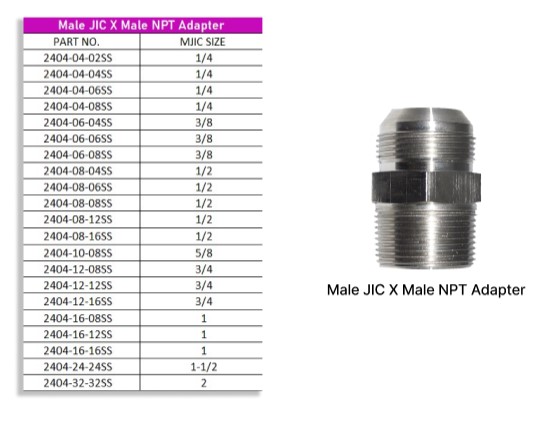 Male JIC X Male NPT Adapter
PART NO. MJIC SIZE
2404-04-02SS 1/4
2404-04-04SS 1/4
2404-04-06SS 1/4
2404-04-08SS 1/4
2404-06-04SS 3/8
2404-06-06SS 3/8
2404-06-08SS 3/8
2404-08-04SS 1/2
2404-08-06SS 1/2
2404-08-08SS 1/2
2404-08-12SS 1/2
2404-08-16SS 1/2
2404-10-08SS 5/8
2404-12-08SS 3/4
2404-12-12SS 3/4
2404-12-16SS 3/4
2404-16-08SS 1
2404-16-12SS 1
2404-16-16SS 1
2404-24-24SS 1-1/2
2404-32-32SS 2
Male JIC X Male NPT Adapter